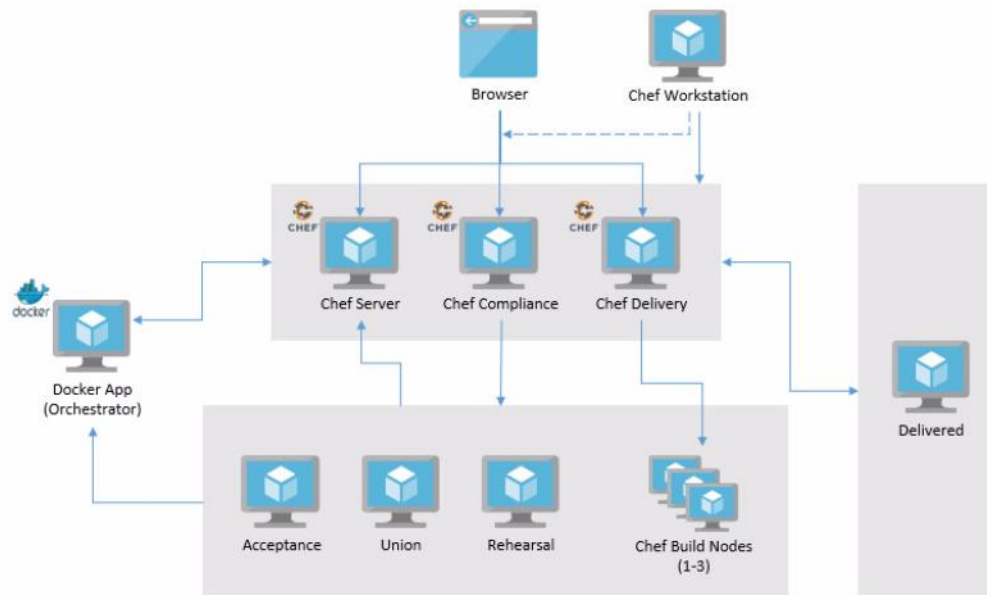 Browser
Chef Workstation
CHEF
CHEF
CHEF
Chef Server
Chef Compliance
Chef Delivery
docker
Docker App
(Orchestrator)
Delivered
Acceptance
Union
Rehearsal
Chef Build Nodes
(1-3)